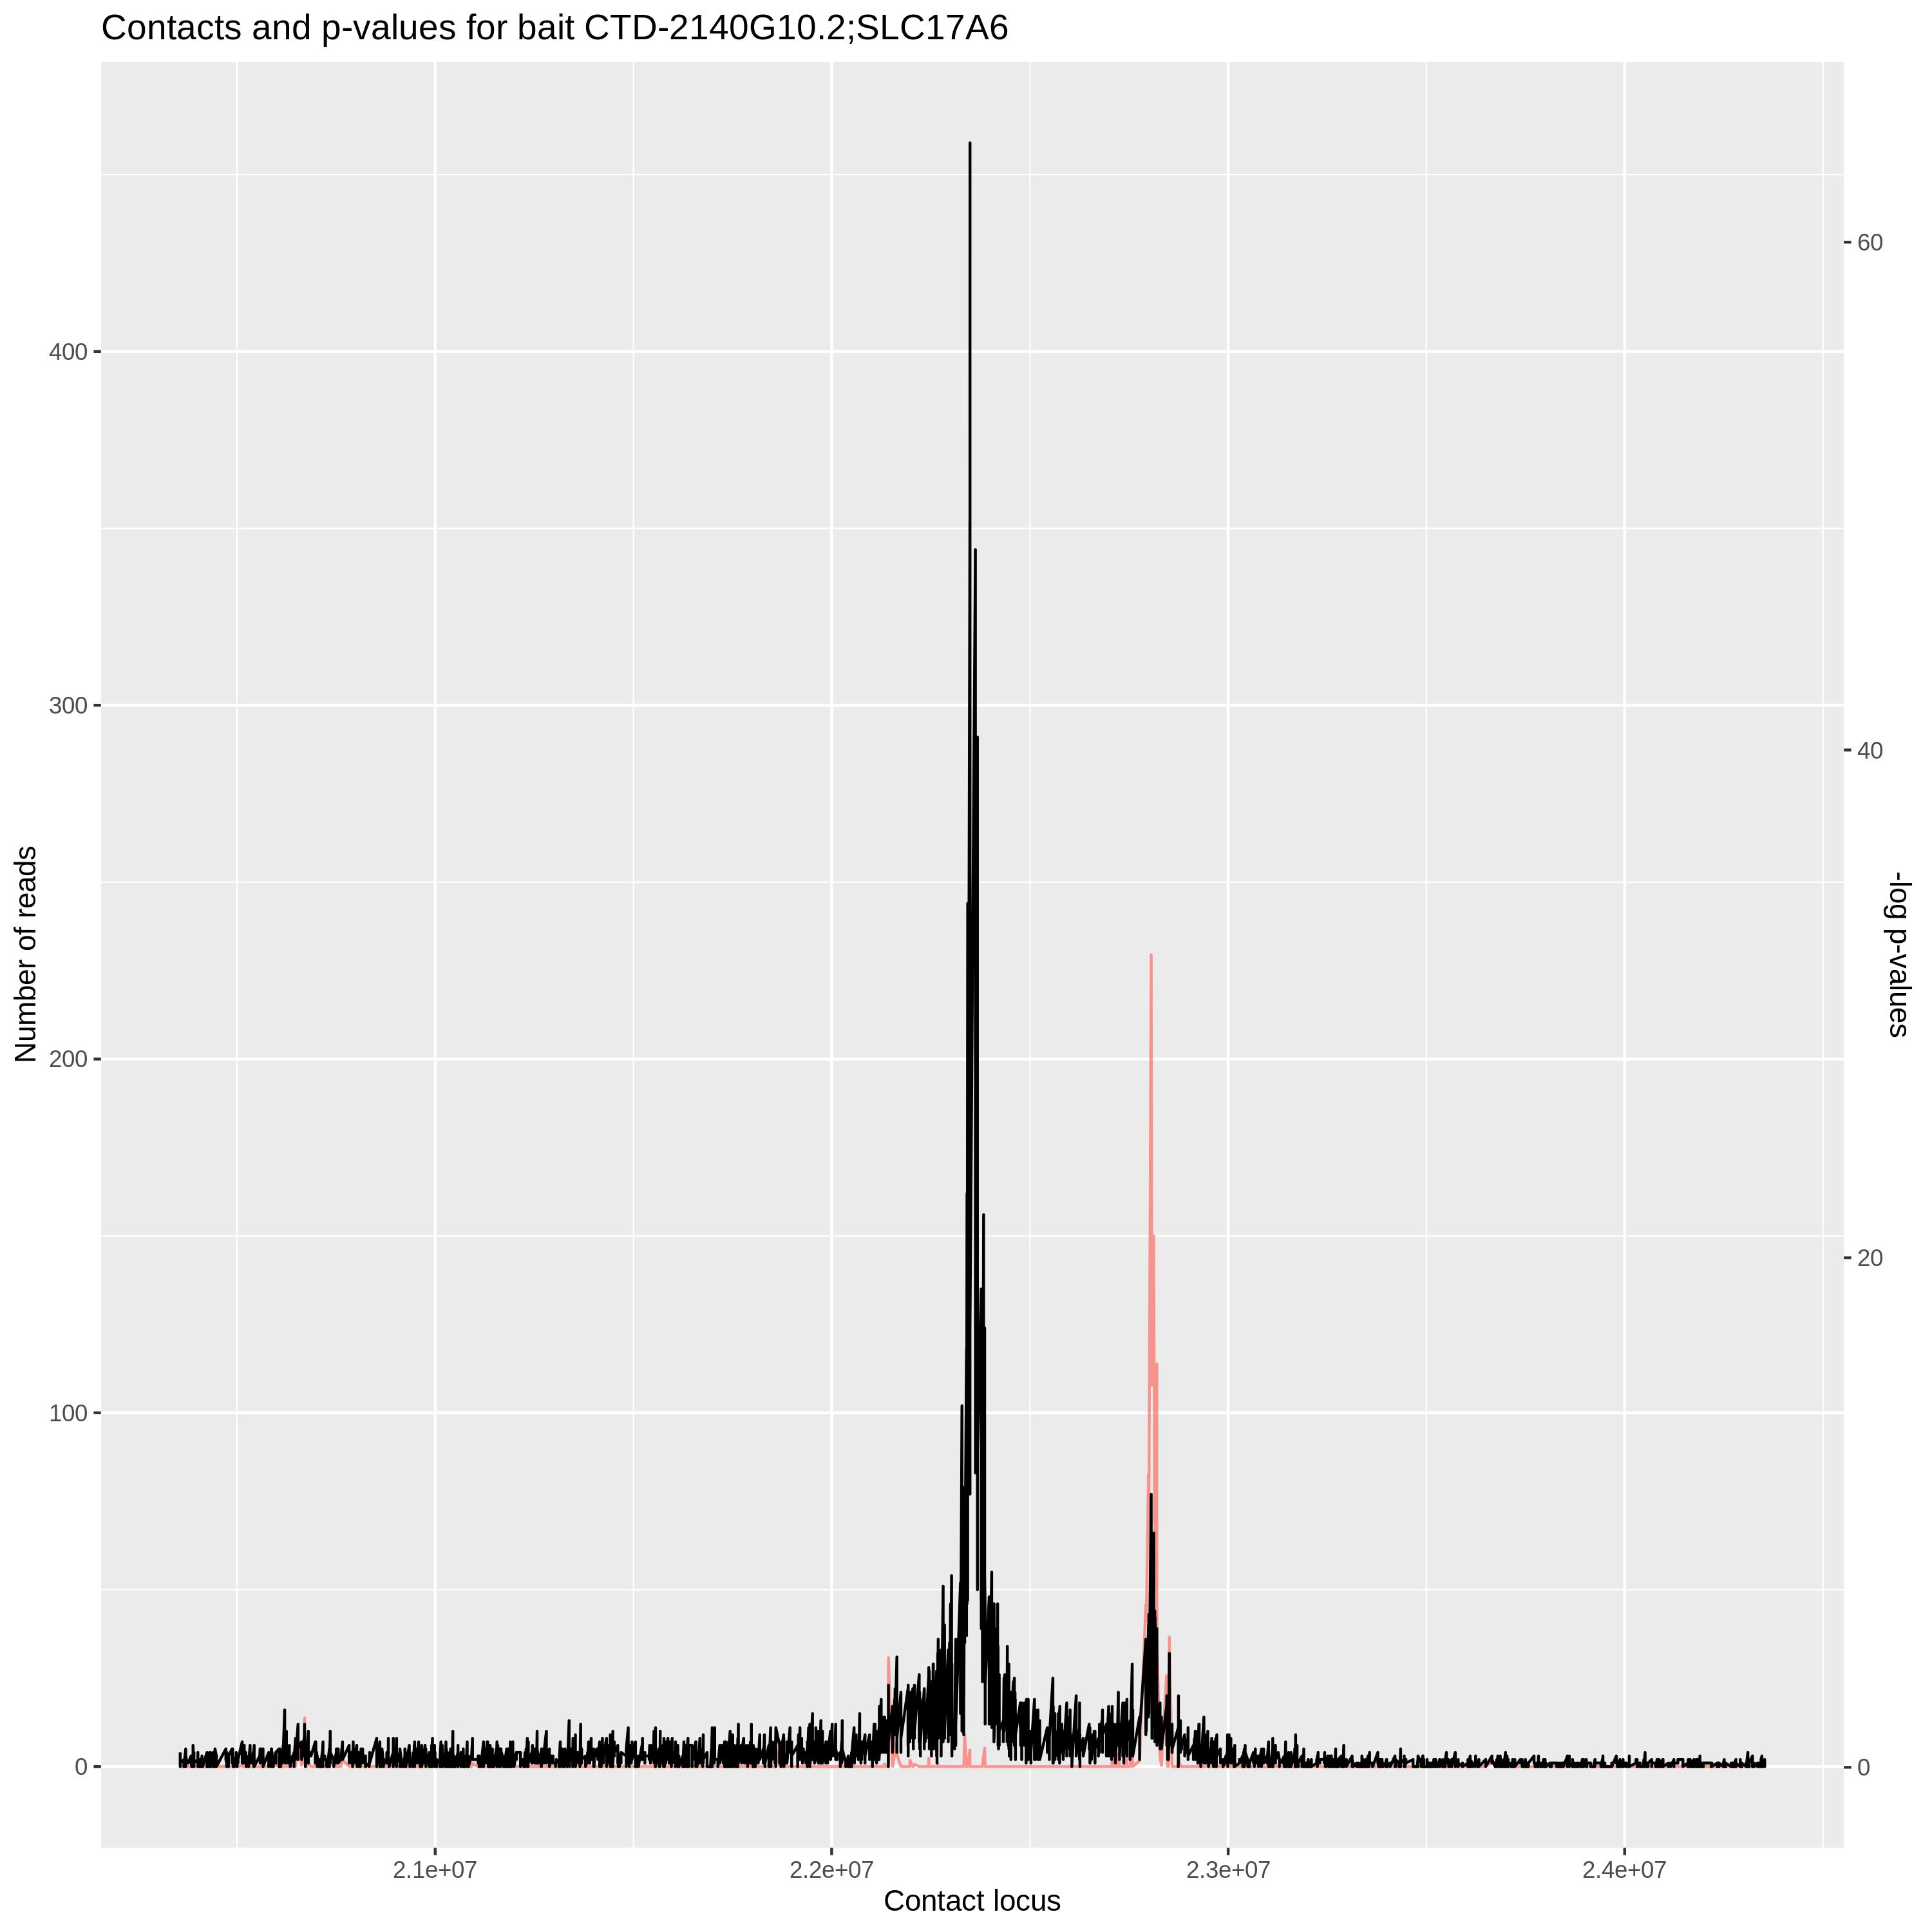 Contacts and p-values for bait CTD-2140G10.2;SLC17A6
Number of reads
400
300
200
100
0
60
40
20
0
-log p-values
2.1e+07 2.2e+07 2.3e+07 2.4e+07
Contact locus